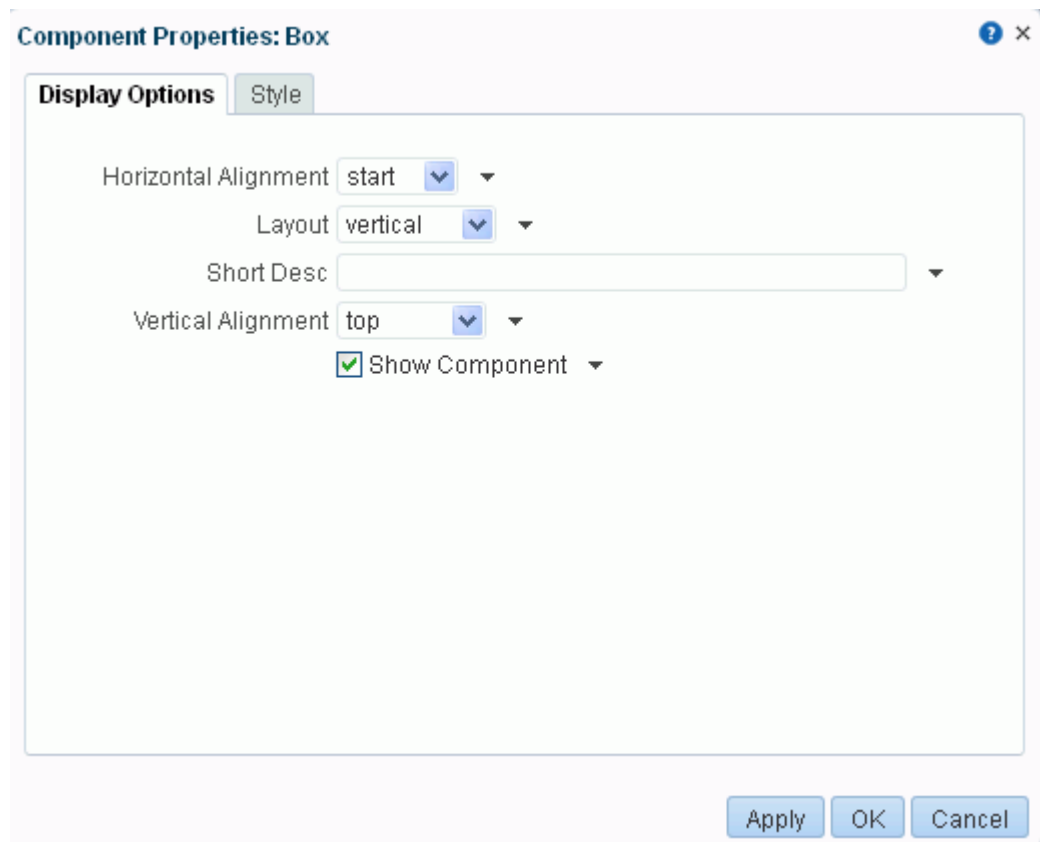 Component Properties: Box
Display Options Style
Horizontal Alignment start
Layout vertical
Short Desc
Vertical Alignment top
Show Component
Apply OK Cancel